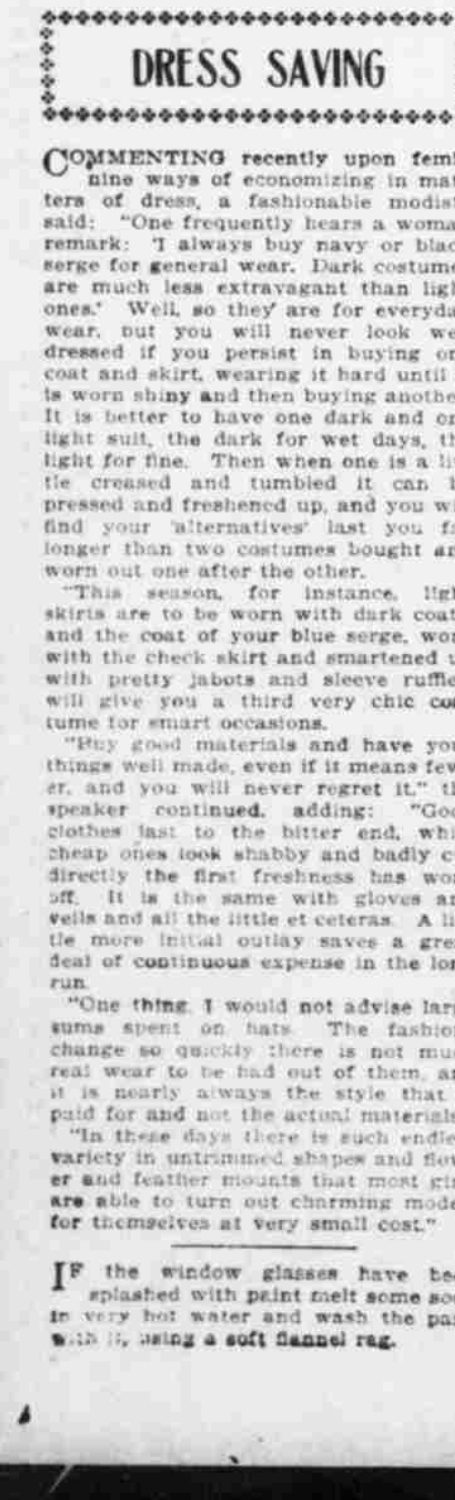 DRESS SAVING
COMMENTING recently upon femi
nine ways of economizing in mat
ters of dress, a fashionable modis
said: "One frequently hears a woma
remark: 'I always buy navy or blac
serge for general wear. Dark costume
are much less extravagant than ligh
ones.' Well, so they are for everyda
wear, but you will never look we
dressed if you persist in buying on
coat and skirt, wearing it hard until
is worn shiny and then buying anothe
It is better to have one dark and on
light suit, the dark for wet days, th
light for fine. Then when one is a lit
tle creased and tumbled it can b
pressed and freshened up, and you wi
find your 'alternatives' last you fa
longer than two costumes bought an
worn out one after the other.
"This season, for instance, ligh
skirts are to be worn with dark coat
and the coat of your blue serge, wor
with the check skirt and smartened u
with pretty jabots and sleeve ruffle
will give you a third very chic cos
tume for smart occasions.
"Buy good materials and have you
things well made, even if it means few
er, and you will never regret it," th
speaker continued, adding: "Goo
clothes last to the bitter end, whi
cheap ones look shabby and badly c
directly the first freshness has wor
off. It is the same with gloves an
veils and all the little et ceteras. A li
tle more initial outlay saves a grea
deal of continuous expense in the lon
run.
"One thing, I would not advise larg
sums spent on hats. The fashion
change so quickly there is not muc
real wear to be had out of them, an
it is nearly always the style that
paid for and not the actual materials
"In these days there is such endle
variety in untrimmed shapes and flow
er and feather mounts that most gir
are able to turn out charming mode
for themselves at very small cost."
IF the window glasses have bee
splashed with paint melt some sod
in very hot water and wash the pa
with it, using a soft flannel rag.